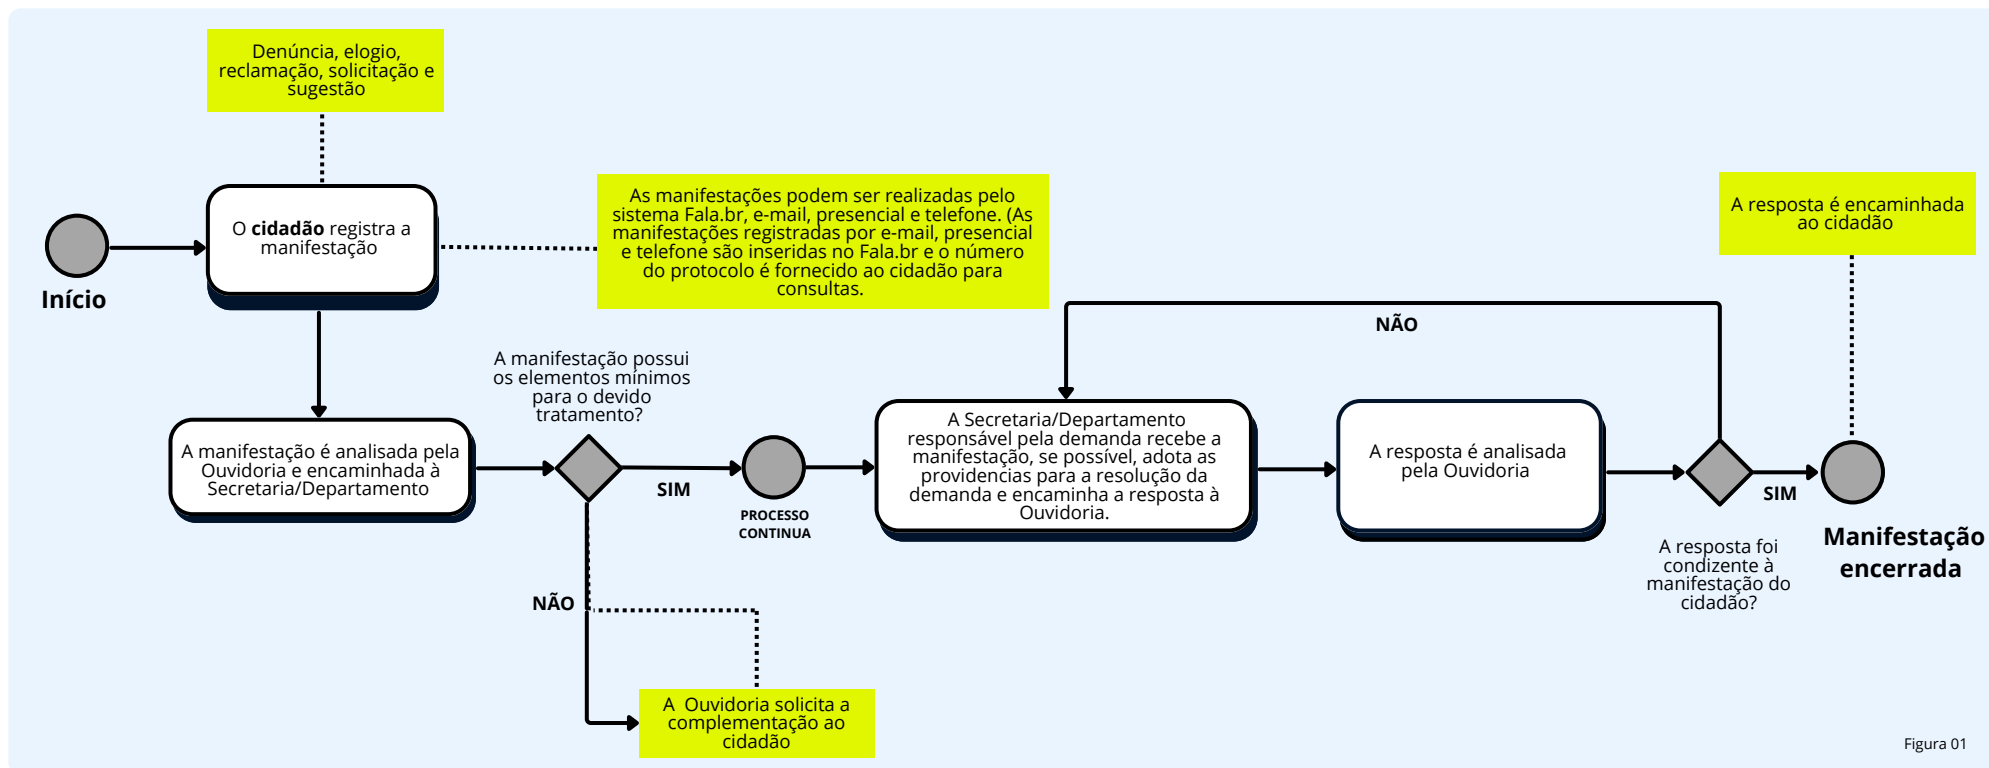 Denúncia, elogio,
reclamação, solicitação e
sugestão
O cidadão registra a
manifestação
Início
As manifestações podem ser realizadas pelo
sistema Fala.br, e-mail, presencial e telefone. (As
manifestações registradas por e-mail, presencial
e telefone são inseridas no Fala.br e o número
do protocolo é fornecido ao cidadão para
consultas.
A resposta é encaminhada
ao cidadão
NÃO
A manifestação possui
os elementos mínimos
para o devido
tratamento?
A manifestação é analisada pela
Ouvidoria e encaminhada à
Secretaria/Departamento
SIM
PROCESSO
CONTINUA
A Secretaria/Departamento
responsável pela demanda recebe a
manifestação, se possível, adota as
providencias para a resolução da
demanda e encaminha a resposta à
Ouvidoria.
A resposta é analisada
pela Ouvidoria
SIM
A resposta foi
condizente à
manifestação do
cidadão?
Manifestação
encerrada
NÃO
A  Ouvidoria solicita a
complementação ao
cidadão
Figura 01